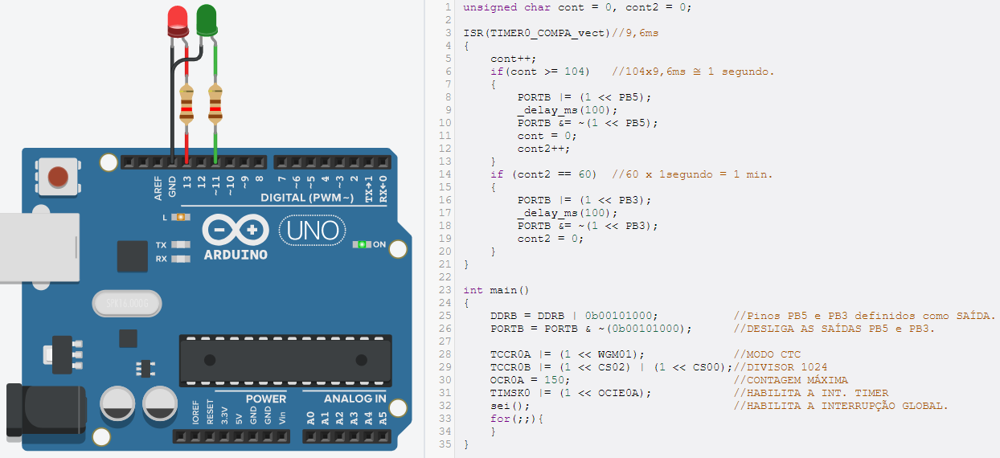 AREF
GND
13
12
~11
~10
~9
8
7
~6
~5
4
~3
2
TX→1
RX←0
DIGITAL (PWM~)
L
TX
RX
ARDUINO
UNO
ON
SPK16.000G
IOREF
RESET
3.3V
5V
GND
GND
Vin
POWER
ANALOG IN
A0
A1
A2
A3
A4
A5
1 unsigned char cont = 0, cont2 = 0;
2
3 ISR(TIMER0_COMPA_vect)//9,6ms
4 {
5 cont++;
6 if(cont >= 104) //104x9,6ms ≅ 1 segundo.
7 {
8 PORTB |= (1 << PB5);
9 _delay_ms(100);
10 PORTB &= ~(1 << PB5);
11 cont = 0;
12 cont2++;
13 }
14 if (cont2 == 60) //60 x 1segundo = 1 min.
15 {
16 PORTB |= (1 << PB3);
17 _delay_ms(100);
18 PORTB &= ~(1 << PB3);
19 cont2 = 0;
20 }
21 }
22
23 int main()
24 {
25 DDRB = DDRB | 0b00101000; //Pinos PB5 e PB3 definidos como SAÍDA.
26 PORTB = PORTB & ~(0b00101000); //DESLIGA AS SAÍDAS PB5 e PB3.
27
28 TCCR0A |= (1 << WGM01); //MODO CTC
29 TCCR0B |= (1 << CS02) | (1 << CS00);//DIVISOR 1024
30 OCR0A = 150; //CONTAGEM MÁXIMA
31 TIMSK0 |= (1 << OCIE0A); //HABILITA A INT. TIMER
32 sei(); //HABILITA A INTERRUPÇÃO GLOBAL.
33 for(;;){
34 }
35 }